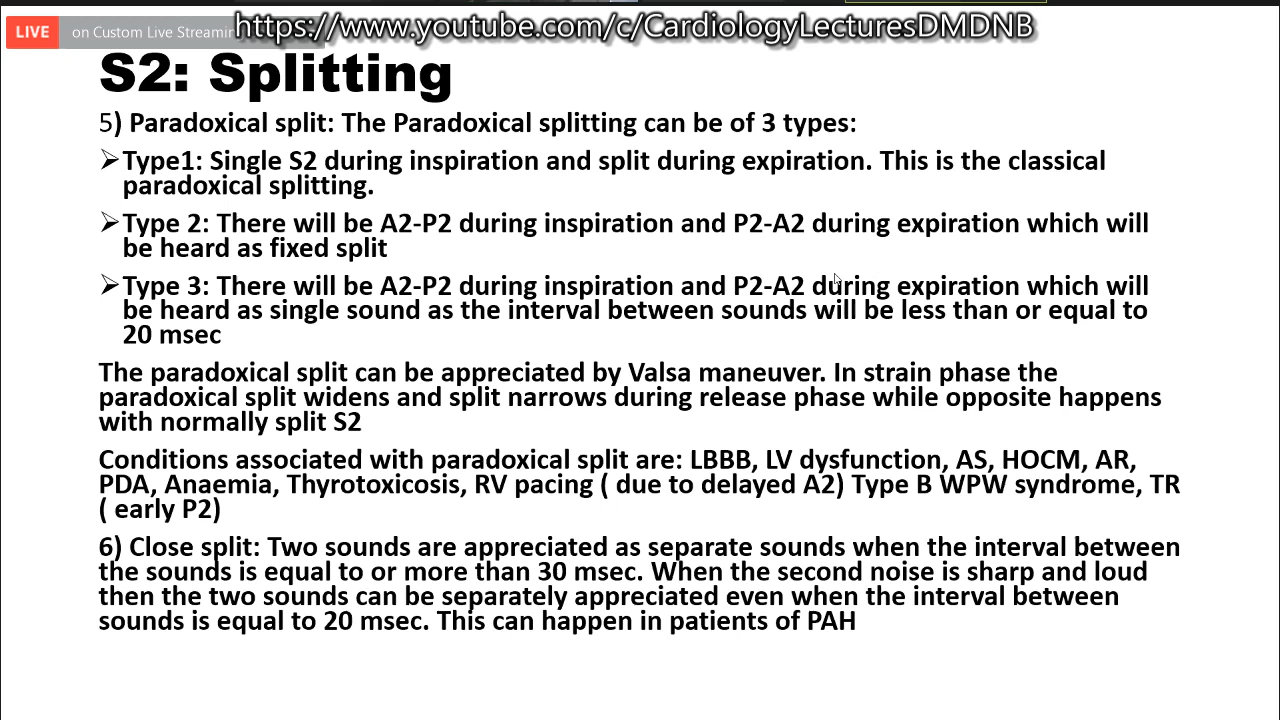 https://www.youtube.com/c/CardiologyLecturesDMDNB
LIVE on Custom Live Streamin
S2: Splitting
5) Paradoxical split: The Paradoxical splitting can be of 3 types:
➢Type1: Single S2 during inspiration and split during expiration. This is the classical
paradoxical splitting.
➢Type 2: There will be A2-P2 during inspiration and P2-A2 during expiration which will
be heard as fixed split
➢Type 3: There will be A2-P2 during inspiration and P2-A2 during expiration which will
be heard as single sound as the interval between sounds will be less than or equal to
20 msec
The paradoxical split can be appreciated by Valsa maneuver. In strain phase the
paradoxical split widens and split narrows during release phase while opposite happens
with normally split S2
Conditions associated with paradoxical split are: LBBB, LV dysfunction, AS, HOCM, AR,
PDA, Anaemia, Thyrotoxicosis, RV pacing ( due to delayed A2) Type B WPW syndrome, TR
( early P2)
6) Close split: Two sounds are appreciated as separate sounds when the interval between
the sounds is equal to or more than 30 msec. When the second noise is sharp and loud
then the two sounds can be separately appreciated even when the interval between
sounds is equal to 20 msec. This can happen in patients of PAH